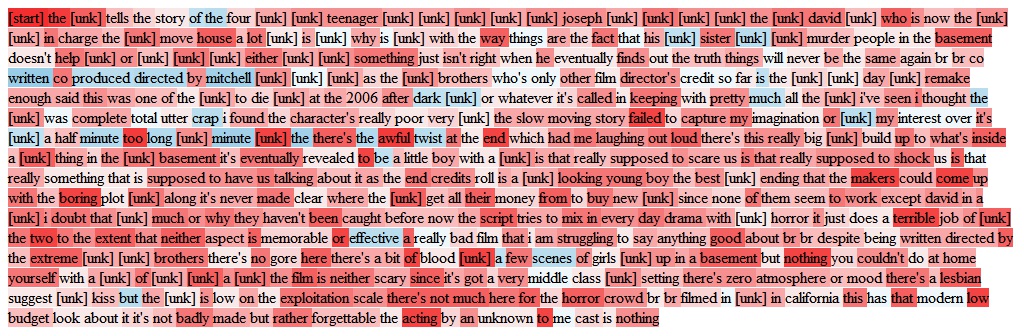 [start] the [unk] tells the story of the four [unk] [unk] teenager [unk] [unk] [unk] [unk] [unk] joseph [unk] [unk] [unk] [unk] the [unk] david [unk] who is now the [unk]
[unk] in charge the [unk] move house a lot [unk] is [unk] why is [unk] with the way things are the fact that his [unk] sister [unk] [unk] murder people in the basement
doesn't help [unk] or [unk] [unk] either [unk] something just isn't right when he eventually finds out the truth things will never be the same again br br co
written co produced directed by mitchell [unk] [unk] [unk] as the [unk] brothers who's only other film director's credit so far is the [unk] [unk] day [unk] remake
enough said this was one of the [unk] to die [unk] at the 2006 after dark [unk] or whatever it's called in keeping with pretty much all the [unk] i've seen i thought the
[unk] was complete total utter crap i found the character's really poor very [unk] the slow moving story failed to capture my imagination or [unk] my interest over it's
[unk] a half minute too long [unk] minute [unk] the there's the awful twist at the end which had me laughing out loud there's this really big [unk] build up to what's inside
a [unk] thing in the [unk] basement it's eventually revealed to be a little boy with a [unk] is that really supposed to scare us is that really supposed to shock us is that
really something that is supposed to have us talking about it as the end credits roll is a [unk] looking young boy the best [unk] ending that the makers could come up
with the boring plot [unk] along it's never made clear where the [unk] get all their money from to buy new [unk] since none of them seem to work except david in a
[unk] i doubt that [unk] much or why they haven't been caught before now the script tries to mix in every day drama with [unk] horror it just does a terrible job of [unk]
the two to the extent that neither aspect is memorable or effective a really bad film that i am struggling to say anything good about br br despite being written directed by
the extreme [unk] [unk] brothers there's no gore here there's a bit of blood [unk] a few scenes of girls [unk] up in a basement but nothing you couldn't do at home
yourself with a [unk] of [unk] [unk] a [unk] the film is neither scary since it's got a very middle class [unk] setting there's zero atmosphere or mood there's a lesbian
suggest [unk] kiss but the [unk] is low on the exploitation scale there's not much here for the horror crowd br br filmed in [unk] in california this has that modern low
budget look about it it's not badly made but rather forgettable the acting by an unknown to me cast is nothing